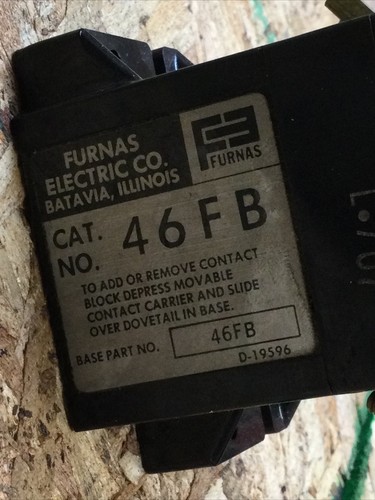 FURNAS
ELECTRIC CO.
BATAVIA, ILLINOIS
FURNAS
CAT.
NO.
46FB
TO ADD OR REMOVE CONTACT
BLOCK DEPRESS MOVABLE
CONTACT CARRIER AND SLIDE
OVER DOVETAIL IN BASE.
BASE PART NO.
46FB
D-19596